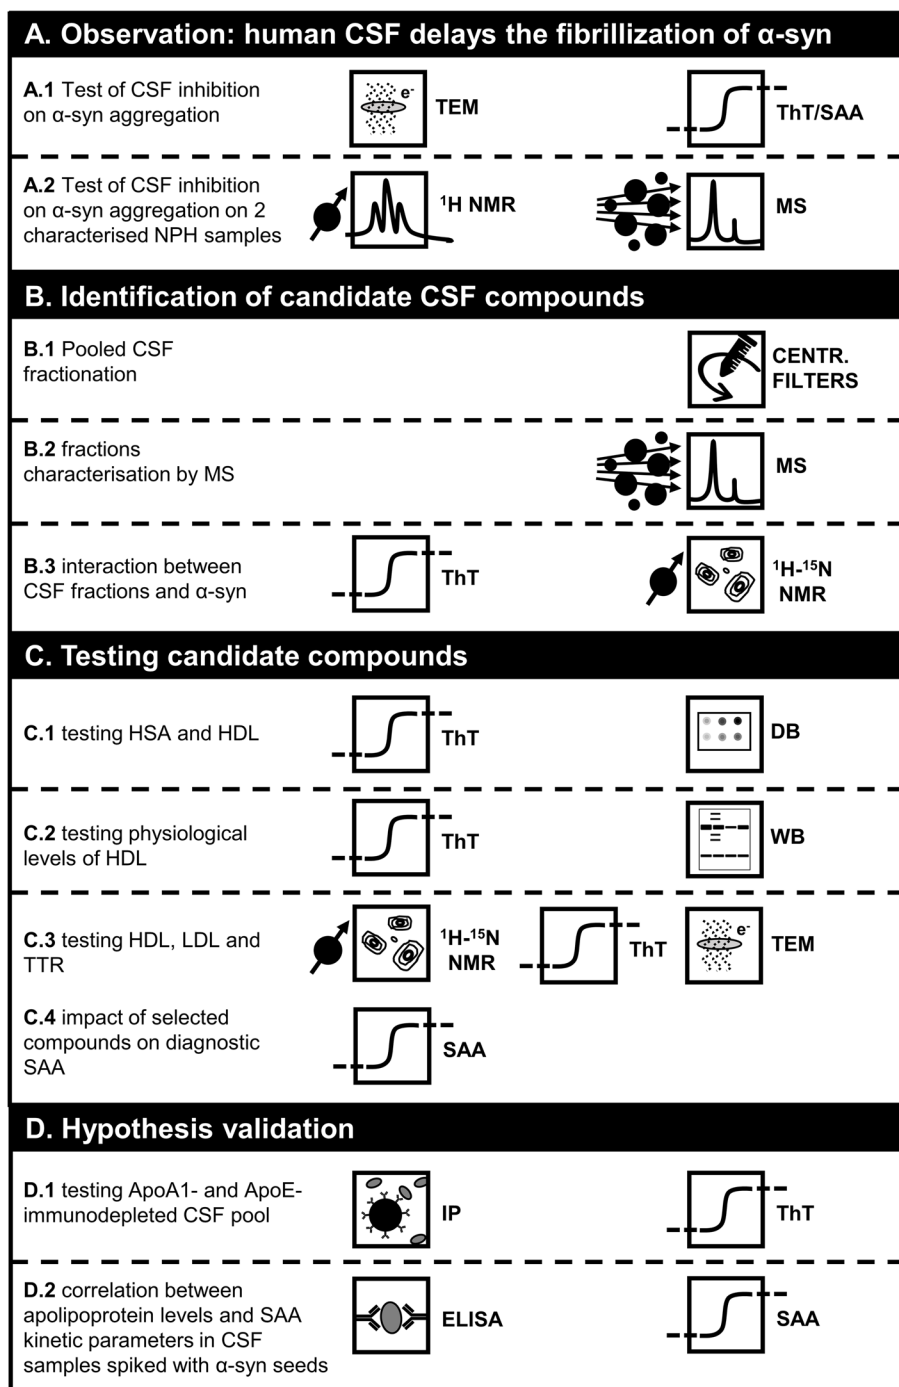 A. Observation: human CSF delays the fibrillization of α-syn
A.1 Test of CSF inhibition
on α-syn aggregation
e-
TEM
ThT/SAA
A.2 Test of CSF inhibition
on α-syn aggregation on 2
characterised NPH samples
¹H NMR
MS
B. Identification of candidate CSF compounds
B.1 Pooled CSF
fractionation
CENTR.
FILTERS
B.2 fractions
characterisation by MS
MS
B.3 interaction between
CSF fractions and α-syn
ThT
¹H-¹⁵N
NMR
C. Testing candidate compounds
C.1 testing HSA and HDL
ThT
DB
C.2 testing physiological
levels of HDL
ThT
WB
C.3 testing HDL, LDL and
TTR
¹H-¹⁵N
NMR
ThT
e-
TEM
C.4 impact of selected
compounds on diagnostic
SAA
SAA
D. Hypothesis validation
D.1 testing ApoA1- and ApoE-
immunodepleted CSF pool
IP
ThT
D.2 correlation between
apolipoprotein levels and SAA
kinetic parameters in CSF
samples spiked with α-syn seeds
ELISA
SAA